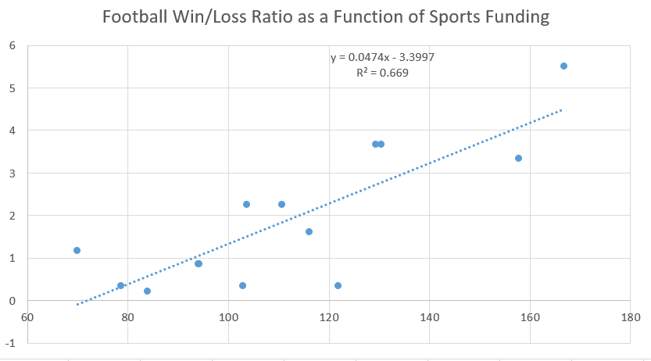 Football Win/Loss Ratio as a Function of Sports Funding
6
y = 0.0474x - 3.3997
R² = 0.669
5
4
3
2
1
0
60 80 100 120 140 160 180
-1